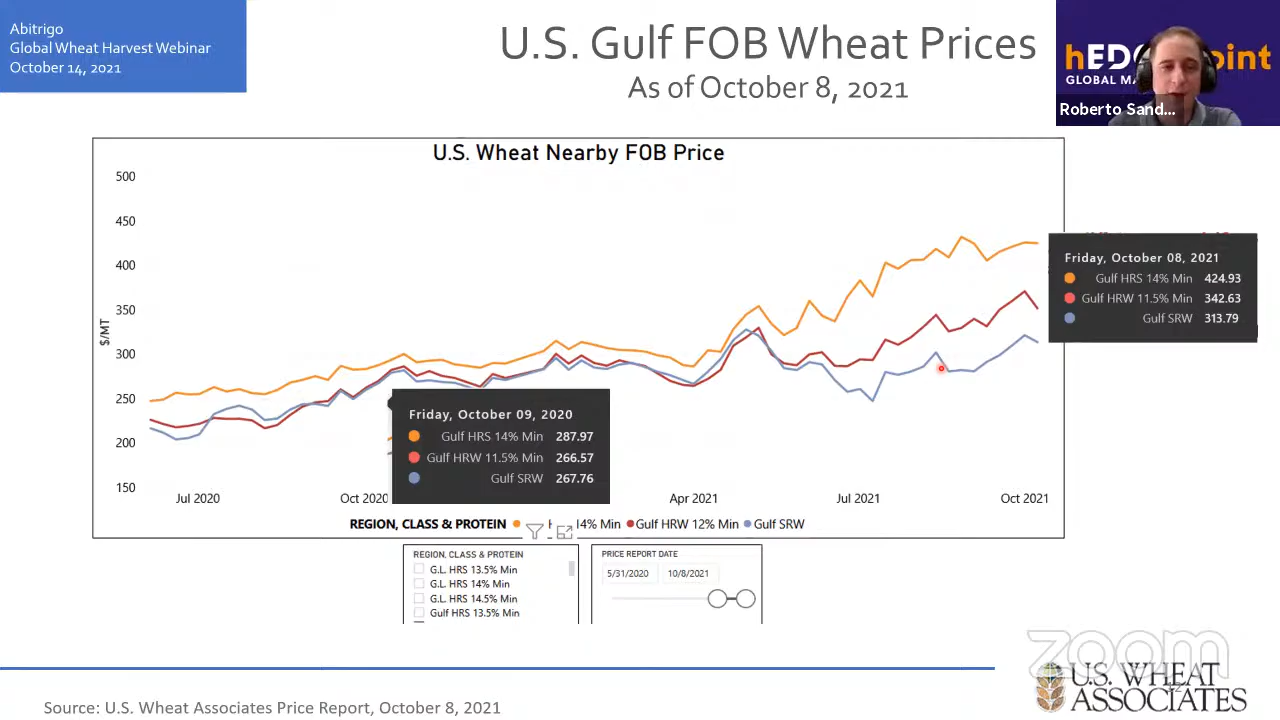 Abitrigo
Global Wheat Harvest Webinar
October 14, 2021
U.S. Gulf FOB Wheat Prices
As of October 8, 2021
hEDG point
GLOBAL MA
Roberto Sand...
U.S. Wheat Nearby FOB Price
500
450
400
350
300
250
200
150
$/MT
Friday, October 08, 2021
Gulf HRS 14% Min 424.93
Gulf HRW 11.5% Min 342.63
Gulf SRW 313.79
Friday, October 09, 2020
Gulf HRS 14% Min 287.97
Gulf HRW 11.5% Min 266.57
Gulf SRW 267.76
Jul 2020 Oct 2020 Apr 2021 Jul 2021 Oct 2021
REGION, CLASS & PROTEIN 14% Min Gulf HRW 12% Min Gulf SRW
REGION, CLASS & PROTEIN
G.L. HRS 13.5% Min
G.L. HRS 14% Min
G.L. HRS 14.5% Min
Gulf HRS 13.5% Min
PRICE REPORT DATE
5/31/2020 10/8/2021
zoom
U.S. WHEAT
ASSOCIATES
12
Source: U.S. Wheat Associates Price Report, October 8, 2021